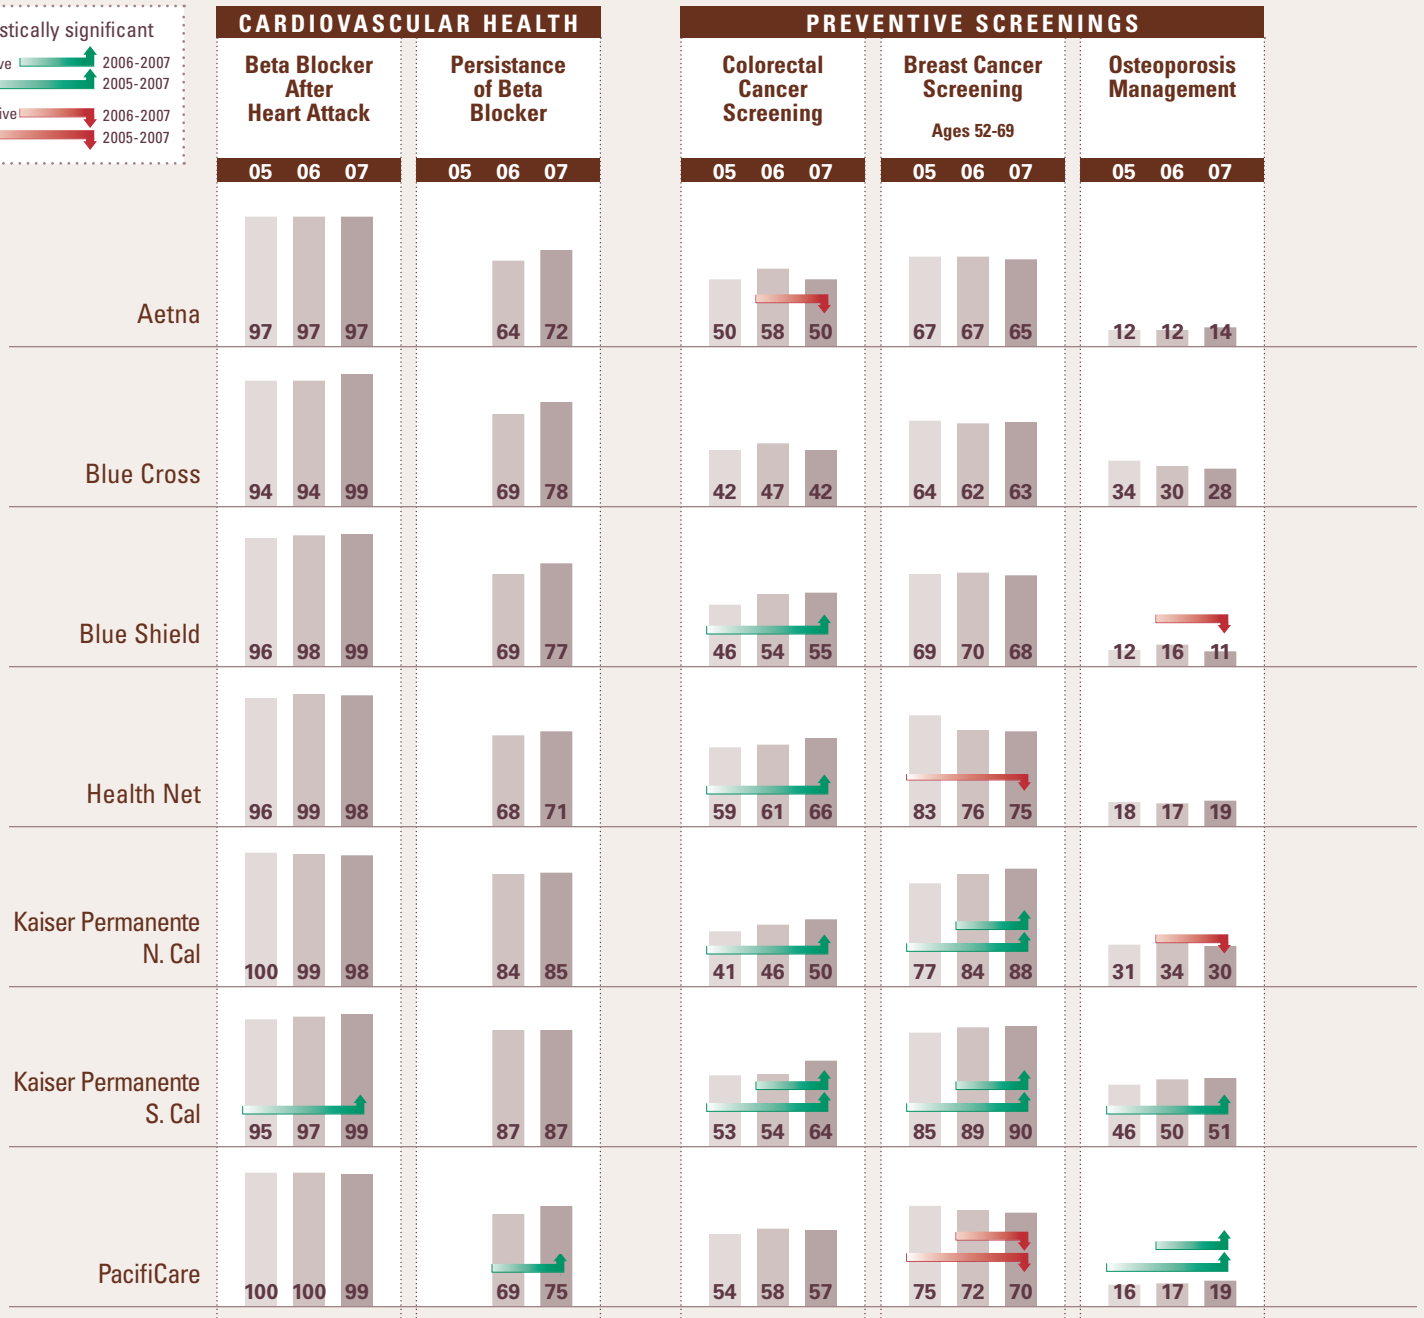 stically significant
ve 2006-2007
2005-2007
ive 2006-2007
2005-2007
CARDIOVASCULAR HEALTH
PREVENTIVE SCREENINGS
Beta Blocker
After
Heart Attack
Persistance
of Beta
Blocker
Colorectal
Cancer
Screening
Breast Cancer
Screening
Ages 52-69
Osteoporosis
Management
05 06 07 05 06 07 05 06 07 05 06 07 05 06 07
Aetna 97 97 97 64 72 50 58 50 67 67 65 12 12 14
Blue Cross 94 94 99 69 78 42 47 42 64 62 63 34 30 28
Blue Shield 96 98 99 69 77 46 54 55 69 70 68 12 16 11
Health Net 96 99 98 68 71 59 61 66 83 76 75 18 17 19
Kaiser Permanente
N. Cal 100 99 98 84 85 41 46 50 77 84 88 31 34 30
Kaiser Permanente
S. Cal 95 97 99 87 87 53 54 64 85 89 90 46 50 51
PacifiCare 100 100 99 69 75 54 58 57 75 72 70 16 17 19